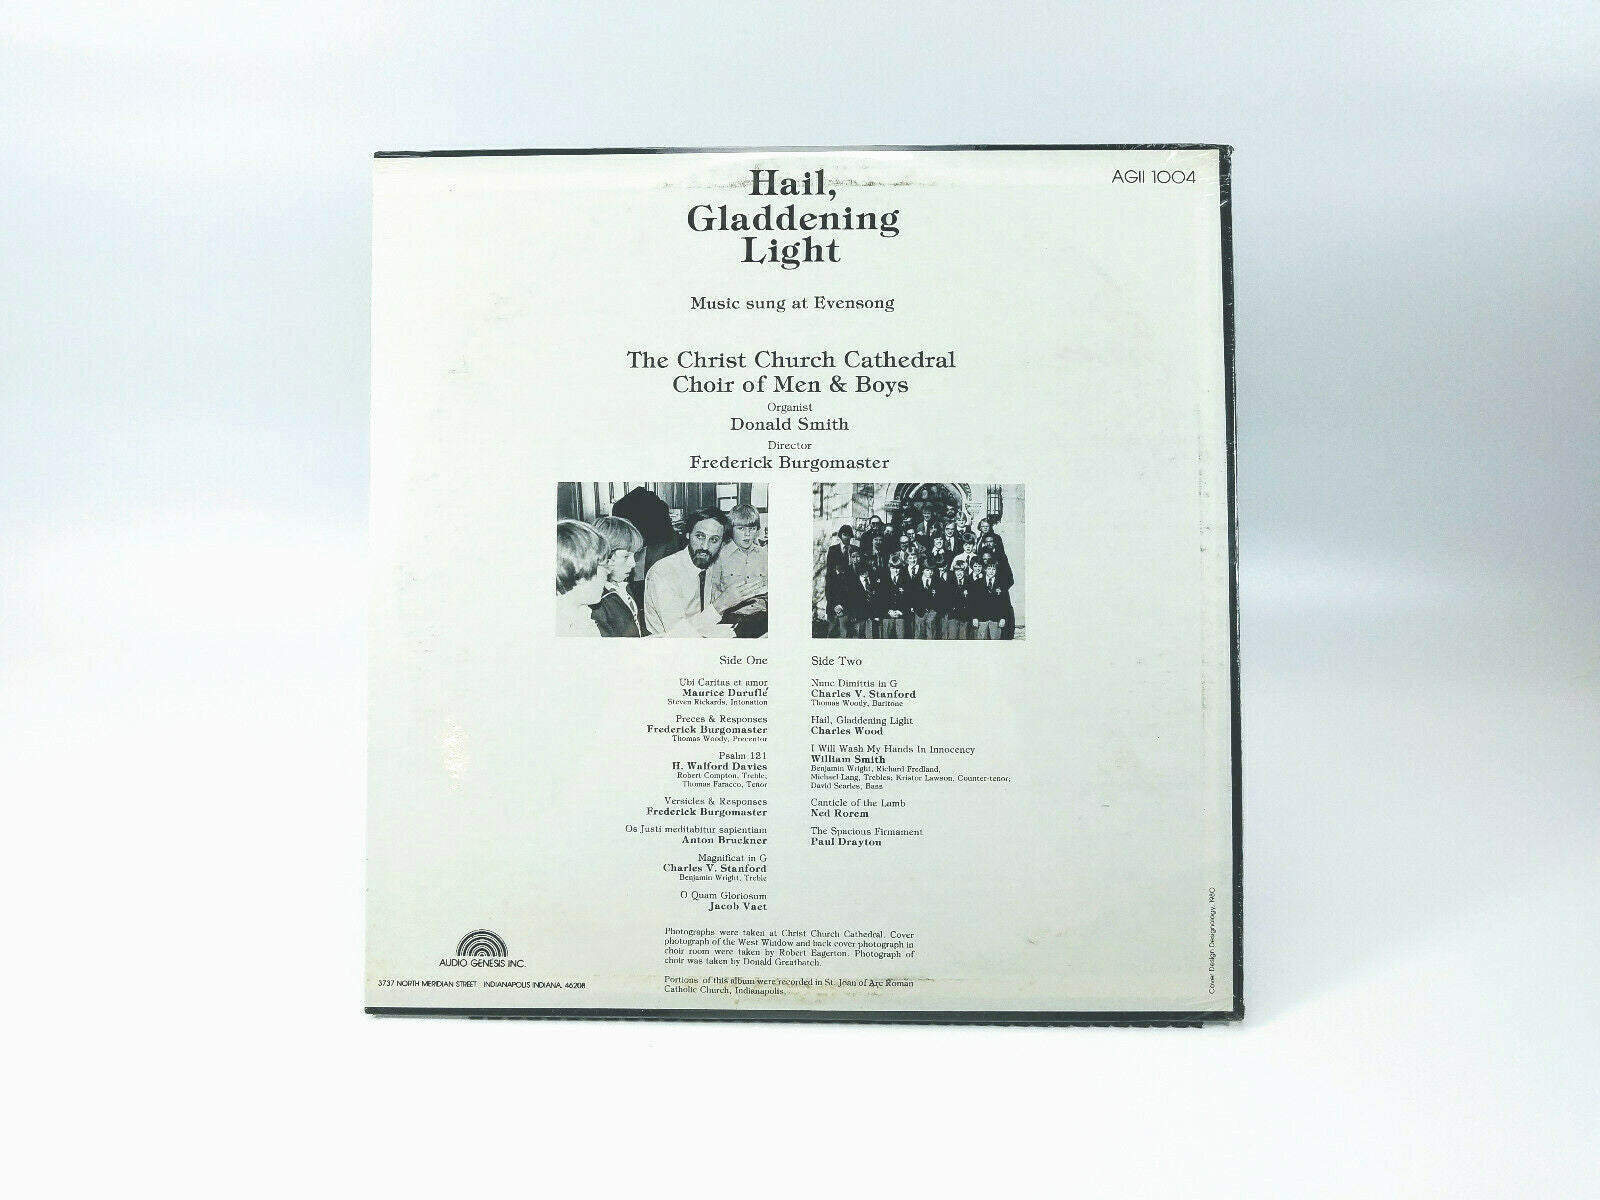 AGII 1004
Hail,
Gladdening
Light
Music sung at Evensong
The Christ Church Cathedral
Choir of Men & Boys
Organist
Donald Smith
Director
Frederick Burgomaster
Side One
Ubi Caritas et amor
Maurice Duruflé
Steven Rickards, Intonation
Preces & Responses
Frederick Burgomaster
Thomas Woody, Precentor
Psalm 121
H. Walford Davies
Robert Compton, Treble;
Thomas Faracco, Tenor
Versicles & Responses
Frederick Burgomaster
Os Justi meditabitur sapientiam
Anton Bruckner
Magnificat in G
Charles V. Stanford
Benjamin Wright, Treble
O Quam Gloriosum
Jacob Vaet
Side Two
Nunc Dimittis in G
Charles V. Stanford
Thomas Woody, Baritone
Hail, Gladdening Light
Charles Wood
I Will Wash My Hands In Innocency
William Smith
Benjamin Wright, Richard Fredland,
Michael Lang, Trebles; Kristor Lawson, Counter-tenor;
David Searles, Bass
Canticle of the Lamb
Ned Rorem
The Spacious Firmament
Paul Drayton
Photographs were taken at Christ Church Cathedral. Cover
photograph of the West Window and back cover photograph in
choir room were taken by Robert Eagerton. Photograph of
choir was taken by Donald Greatbatch.
Portions of this album were recorded in St. Joan of Arc Roman
Catholic Church, Indianapolis.
AUDIO GENESIS INC.
3737 NORTH MERIDIAN STREET INDIANAPOLIS INDIANA, 46208
Cover Design Designology, 1980